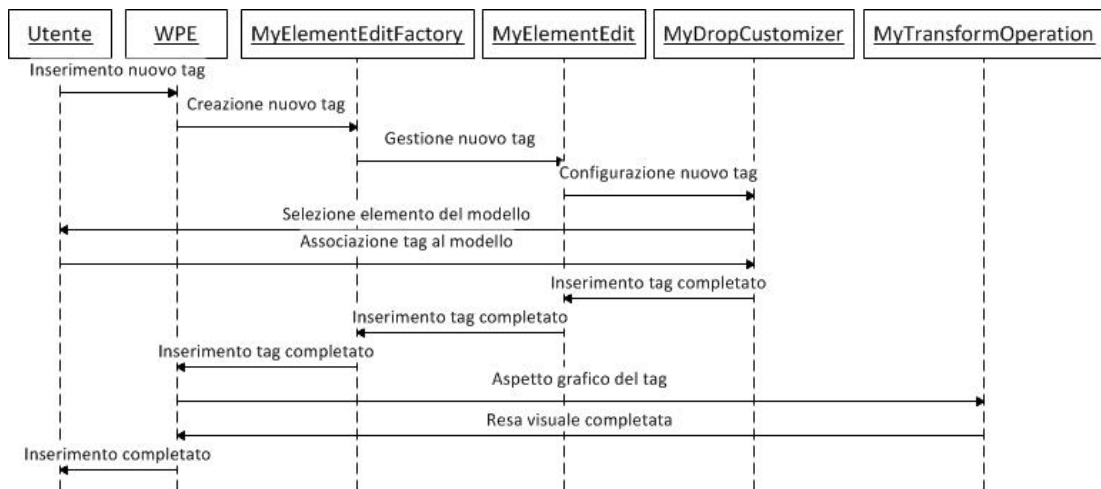 Utente
WPE
MyElementEditFactory
MyElementEdit
MyDropCustomizer
MyTransformOperation
Inserimento nuovo tag
Creazione nuovo tag
Gestione nuovo tag
Configurazione nuovo tag
Selezione elemento del modello
Associazione tag al modello
Inserimento tag completato
Inserimento tag completato
Inserimento tag completato
Aspetto grafico del tag
Resa visuale completata
Inserimento completato